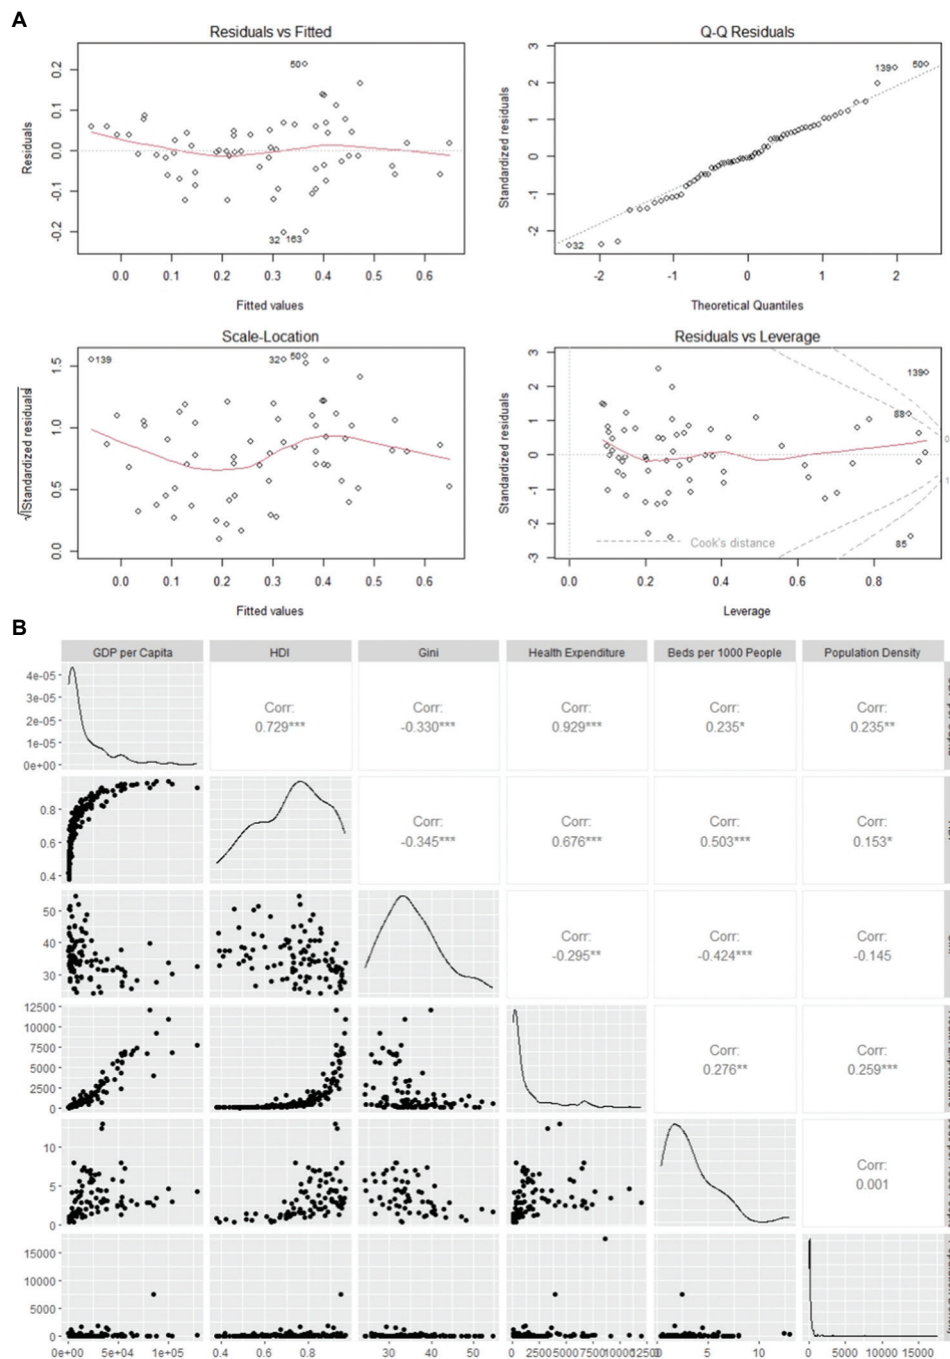 A
Residuals vs Fitted
Residuals
0.2
0.1
0.0
-0.1
-0.2
50
32 163
0.0 0.1 0.2 0.3 0.4 0.5 0.6
Fitted values
Q-Q Residuals
Standardized residuals
3
2
1
0
-1
-2
139 50
32
-2 -1 0 1 2
Theoretical Quantiles
Scale-Location
√|Standardized residuals|
1.5
1.0
0.5
0.0
139 32 50
0.0 0.1 0.2 0.3 0.4 0.5 0.6
Fitted values
Residuals vs Leverage
Standardized residuals
3
2
1
0
-1
-2
-3
139
88
85
Cook's distance
0.0 0.2 0.4 0.6 0.8
Leverage
B
GDP per Capita HDI Gini Health Expenditure Beds per 1000 People Population Density
4e-05
3e-05
2e-05
1e-05
0e+00
Corr: Corr: Corr: Corr: Corr:
0.729*** -0.330*** 0.929*** 0.235* 0.235**
0.8
0.6
0.4
Corr: Corr: Corr: Corr:
-0.345*** 0.676*** 0.503*** 0.153*
50
40
30
Corr: Corr: Corr:
-0.295** -0.424*** -0.145
12500
10000
7500
5000
2500
0
Corr: Corr:
0.276** 0.259***
10
5
0
Corr:
0.001
15000
10000
5000
0
0e+00 5e+04 1e+05 0.4 0.6 0.8 30 40 50 0 2500 5000 7500 10000 12500 0 5 10 0 5000 10000 15000